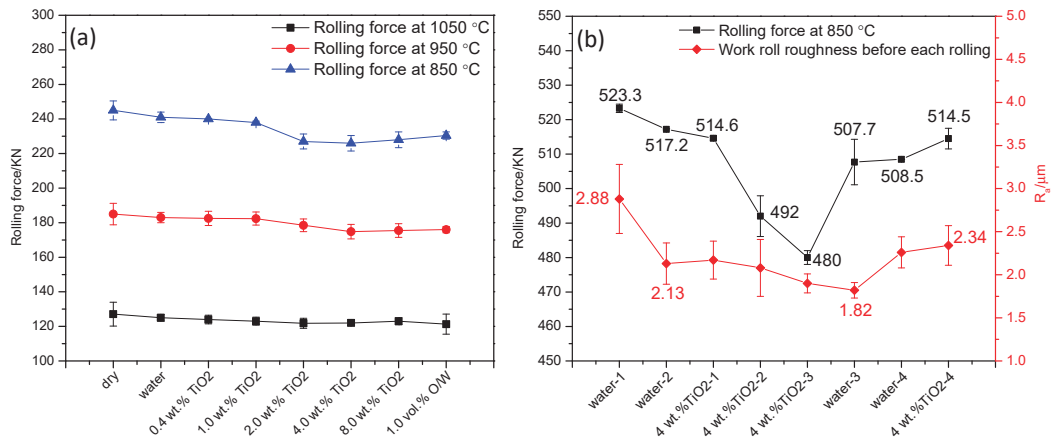 (a)
Rolling force at 1050 °C
Rolling force at 950 °C
Rolling force at 850 °C
Rolling force/KN
300
280
260
240
220
200
180
160
140
120
100
dry
water
0.4 wt.% TiO2
1.0 wt.% TiO2
2.0 wt.% TiO2
4.0 wt.% TiO2
8.0 wt.% TiO2
1.0 vol.% O/W
(b)
Rolling force at 850 °C
Work roll roughness before each rolling
Rolling force/KN
550
540
530
520
510
500
490
480
470
460
450
523.3
517.2
514.6
492
480
507.7
508.5
514.5
2.88
2.13
1.82
2.34
water-1
water-2
4 wt.%TiO2-1
4 wt.%TiO2-2
4 wt.%TiO2-3
water-3
water-4
4 wt.%TiO2-4
5.0
4.5
4.0
3.5
3.0
2.5
2.0
1.5
1.0
Ra/μm